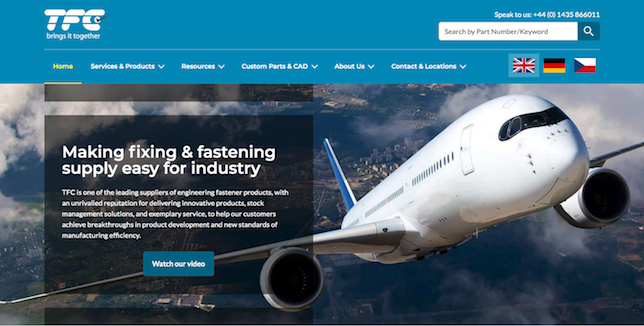 TFC
brings it together
Speak to us: +44 (0) 1435 866011
Search by Part Number/Keyword
Home Services & Products Resources Custom Parts & CAD About Us Contact & Locations
Making fixing & fastening
supply easy for industry
TFC is one of the leading suppliers of engineering fastener products, with
an unrivalled reputation for delivering innovative products, stock
management solutions, and exemplary service, to help our customers
achieve breakthroughs in product development and new standards of
manufacturing efficiency.
Watch our video